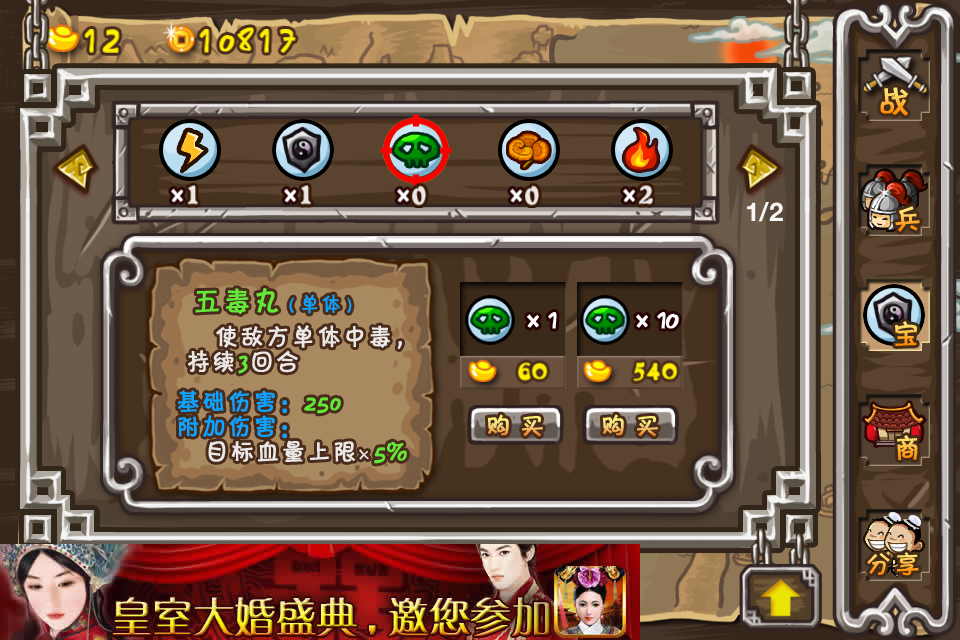 12 10817
×1 ×1 ×0 ×0 ×2
1/2
五毒丸(单体)
使敌方单体中毒,
持续3回合
基础伤害: 250
附加伤害:
目标血量上限×5%
×1 ×10
60 540
购买 购买
战
兵
宝
商
分享
皇室大婚盛典，邀您参加